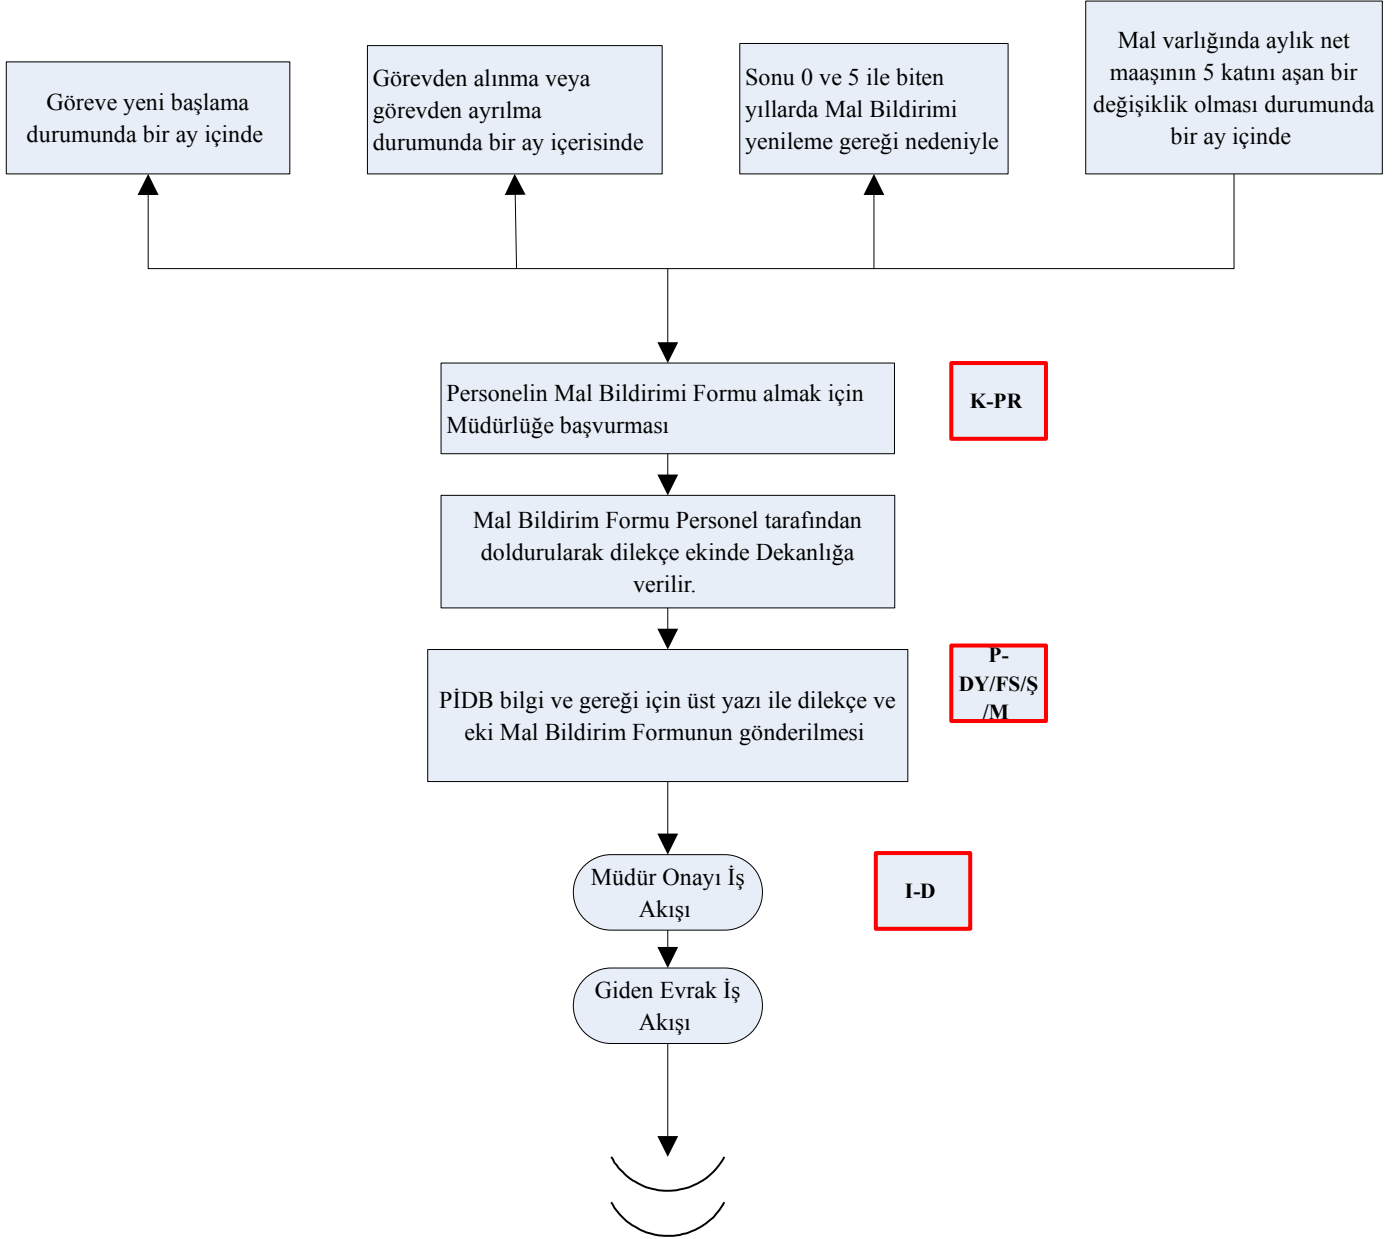 Göreve yeni başlama
durumunda bir ay içinde
Görevden alınma veya
görevden ayrılma
durumunda bir ay içerisinde
Sonu 0 ve 5 ile biten
yıllarda Mal Bildirimi
yenileme gereği nedeniyle
Mal varlığında aylık net
maaşının 5 katını aşan bir
değişiklik olması durumunda
bir ay içinde
Personelin Mal Bildirimi Formu almak için
Müdürlüğe başvurması
K-PR
Mal Bildirim Formu Personel tarafından
doldurularak dilekçe ekinde Dekanlığa
verilir.
PİDB bilgi ve gereği için üst yazı ile dilekçe ve
eki Mal Bildirim Formunun gönderilmesi
P-
DY/FS/Ş
/M
Müdür Onayı İş
Akışı
I-D
Giden Evrak İş
Akışı